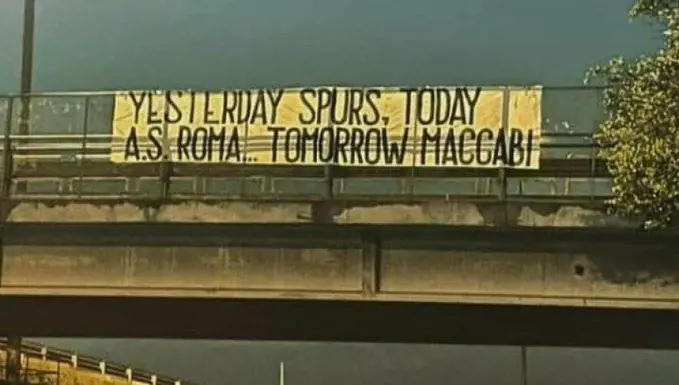 YESTERDAY SPURS, TODAY
A.S. ROMA... TOMORROW MACCABI